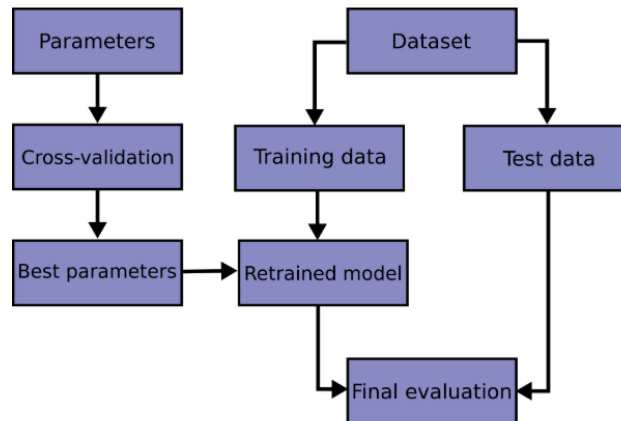 Parameters
Dataset
Cross-validation
Training data
Test data
Best parameters
Retrained model
Final evaluation